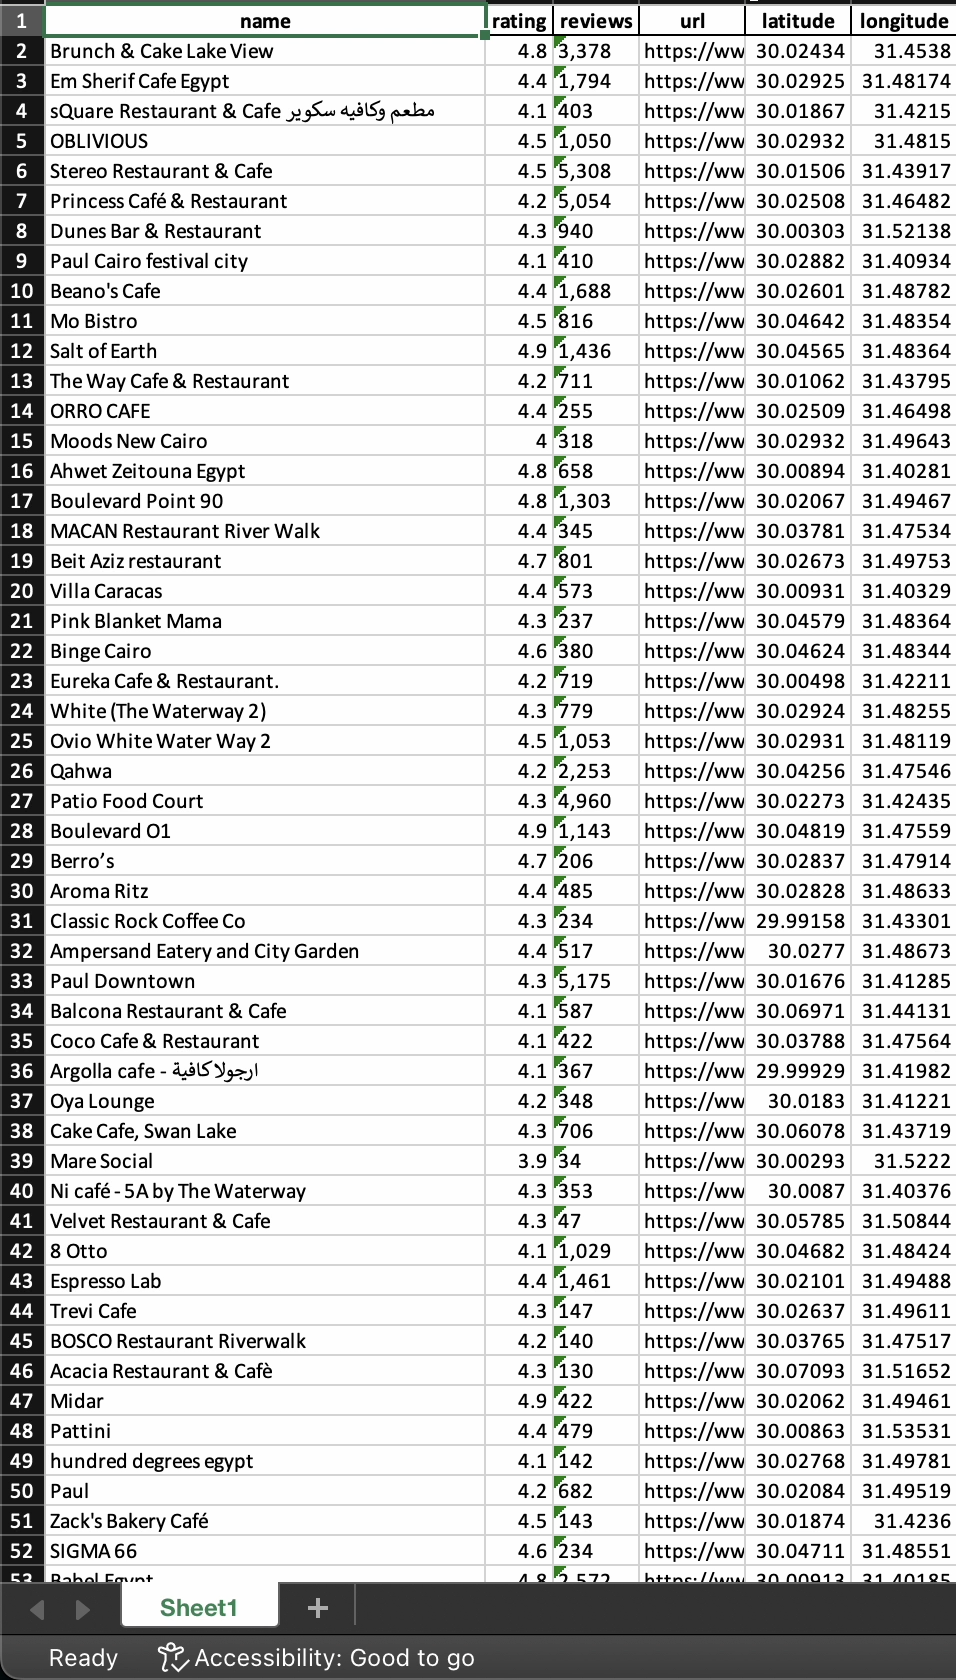 1 name rating reviews url latitude longitude
2 Brunch & Cake Lake View 4.8 3,378 https://ww 30.02434 31.4538
3 Em Sherif Cafe Egypt 4.4 1,794 https://ww 30.02925 31.48174
4 sQuare Restaurant & Cafe مطعم وكافيه سكوير 4.1 403 https://ww 30.01867 31.4215
5 OBLIVIOUS 4.5 1,050 https://ww 30.02932 31.4815
6 Stereo Restaurant & Cafe 4.5 5,308 https://ww 30.01506 31.43917
7 Princess Café & Restaurant 4.2 5,054 https://ww 30.02508 31.46482
8 Dunes Bar & Restaurant 4.3 940 https://ww 30.00303 31.52138
9 Paul Cairo festival city 4.1 410 https://ww 30.02882 31.40934
10 Beano's Cafe 4.4 1,688 https://ww 30.02601 31.48782
11 Mo Bistro 4.5 816 https://ww 30.04642 31.48354
12 Salt of Earth 4.9 1,436 https://ww 30.04565 31.48364
13 The Way Cafe & Restaurant 4.2 711 https://ww 30.01062 31.43795
14 ORRO CAFE 4.4 255 https://ww 30.02509 31.46498
15 Moods New Cairo 4 318 https://ww 30.02932 31.49643
16 Ahwet Zeitouna Egypt 4.8 658 https://ww 30.00894 31.40281
17 Boulevard Point 90 4.8 1,303 https://ww 30.02067 31.49467
18 MACAN Restaurant River Walk 4.4 345 https://ww 30.03781 31.47534
19 Beit Aziz restaurant 4.7 801 https://ww 30.02673 31.49753
20 Villa Caracas 4.4 573 https://ww 30.00931 31.40329
21 Pink Blanket Mama 4.3 237 https://ww 30.04579 31.48364
22 Binge Cairo 4.6 380 https://ww 30.04624 31.48344
23 Eureka Cafe & Restaurant. 4.2 719 https://ww 30.00498 31.42211
24 White (The Waterway 2) 4.3 779 https://ww 30.02924 31.48255
25 Ovio White Water Way 2 4.5 1,053 https://ww 30.02931 31.48119
26 Qahwa 4.2 2,253 https://ww 30.04256 31.47546
27 Patio Food Court 4.3 4,960 https://ww 30.02273 31.42435
28 Boulevard O1 4.9 1,143 https://ww 30.04819 31.47559
29 Berro’s 4.7 206 https://ww 30.02837 31.47914
30 Aroma Ritz 4.4 485 https://ww 30.02828 31.48633
31 Classic Rock Coffee Co 4.3 234 https://ww 29.99158 31.43301
32 Ampersand Eatery and City Garden 4.4 517 https://ww 30.0277 31.48673
33 Paul Downtown 4.3 5,175 https://ww 30.01676 31.41285
34 Balcona Restaurant & Cafe 4.1 587 https://ww 30.06971 31.44131
35 Coco Cafe & Restaurant 4.1 422 https://ww 30.03788 31.47564
36 Argolla cafe - ارجولا كافية 4.1 367 https://ww 29.99929 31.41982
37 Oya Lounge 4.2 348 https://ww 30.0183 31.41221
38 Cake Cafe, Swan Lake 4.3 706 https://ww 30.06078 31.43719
39 Mare Social 3.9 34 https://ww 30.00293 31.5222
40 Ni café - 5A by The Waterway 4.3 353 https://ww 30.0087 31.40376
41 Velvet Restaurant & Cafe 4.3 47 https://ww 30.05785 31.50844
42 8 Otto 4.1 1,029 https://ww 30.04682 31.48424
43 Espresso Lab 4.4 1,461 https://ww 30.02101 31.49488
44 Trevi Cafe 4.3 147 https://ww 30.02637 31.49611
45 BOSCO Restaurant Riverwalk 4.2 140 https://ww 30.03765 31.47517
46 Acacia Restaurant & Cafè 4.3 130 https://ww 30.07093 31.51652
47 Midar 4.9 422 https://ww 30.02062 31.49461
48 Pattini 4.4 479 https://ww 30.00863 31.53531
49 hundred degrees egypt 4.1 142 https://ww 30.02768 31.49781
50 Paul 4.2 682 https://ww 30.02084 31.49519
51 Zack's Bakery Café 4.5 143 https://ww 30.01874 31.4236
52 SIGMA 66 4.6 234 https://ww 30.04711 31.48551
53 Babel Egypt 4.8 2,572 https://ww 30.00913 31.40185
Sheet1
Ready Accessibility: Good to go